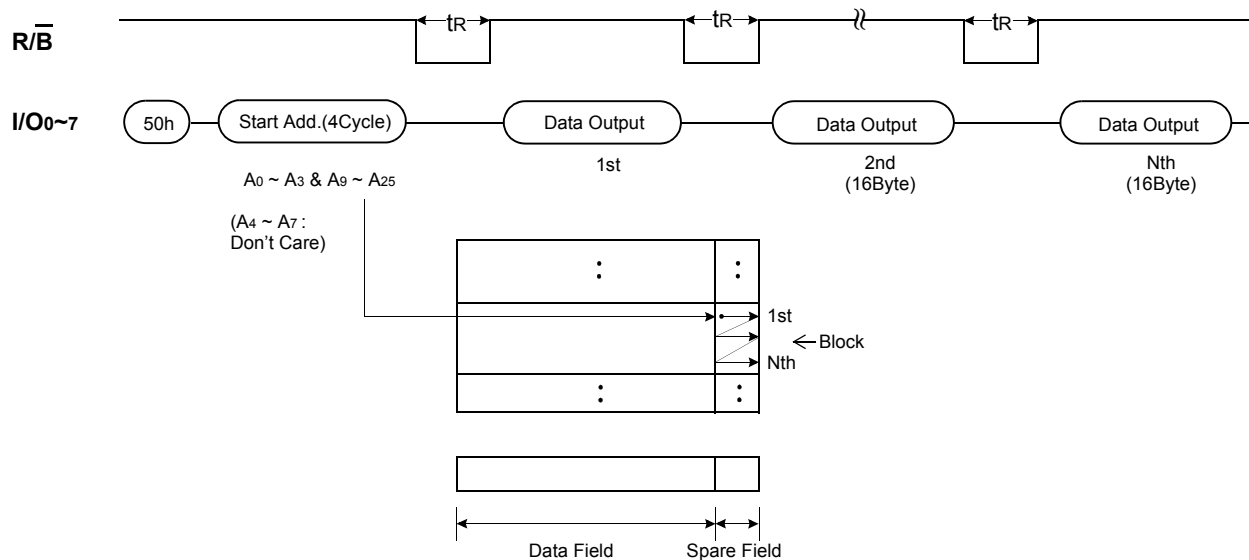 R/B
tR tR tR
I/O0~7 50h Start Add.(4Cycle) Data Output Data Output Data Output
1st 2nd Nth
(16Byte) (16Byte)
A0 ~ A3 & A9 ~ A25
(A4 ~ A7 :
Don't Care)
1st
Block
Nth
Data Field Spare Field